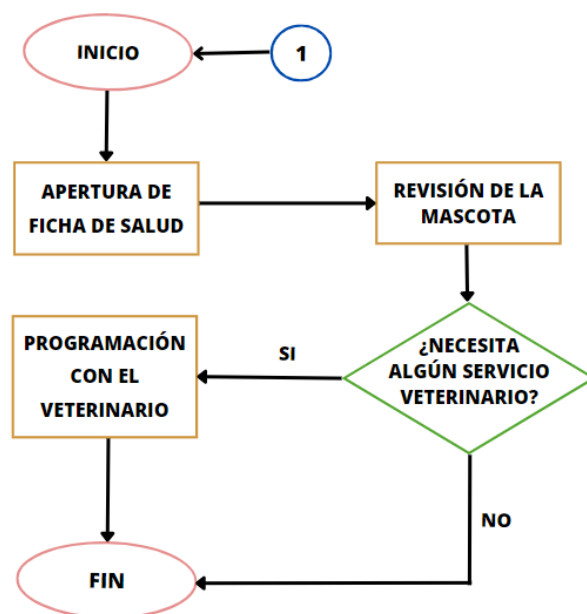 INICIO
1
APERTURA DE
FICHA DE SALUD
REVISIÓN DE LA
MASCOTA
¿NECESITA
ALGÚN SERVICIO
VETERINARIO?
SI
PROGRAMACIÓN
CON EL
VETERINARIO
NO
FIN